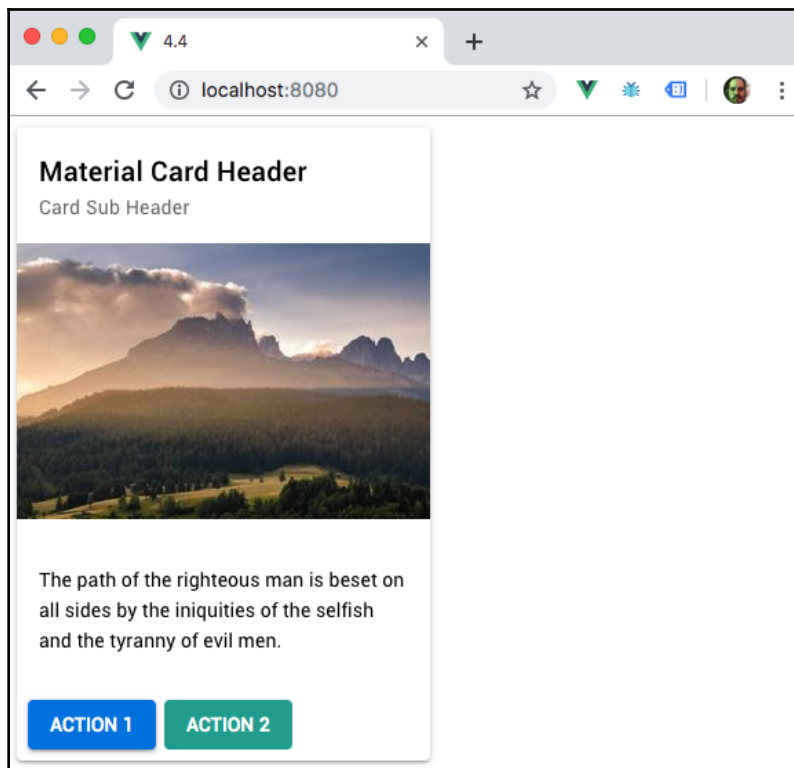 4.4
localhost:8080
Material Card Header
Card Sub Header
The path of the righteous man is beset on
all sides by the iniquities of the selfish
and the tyranny of evil men.
ACTION 1
ACTION 2